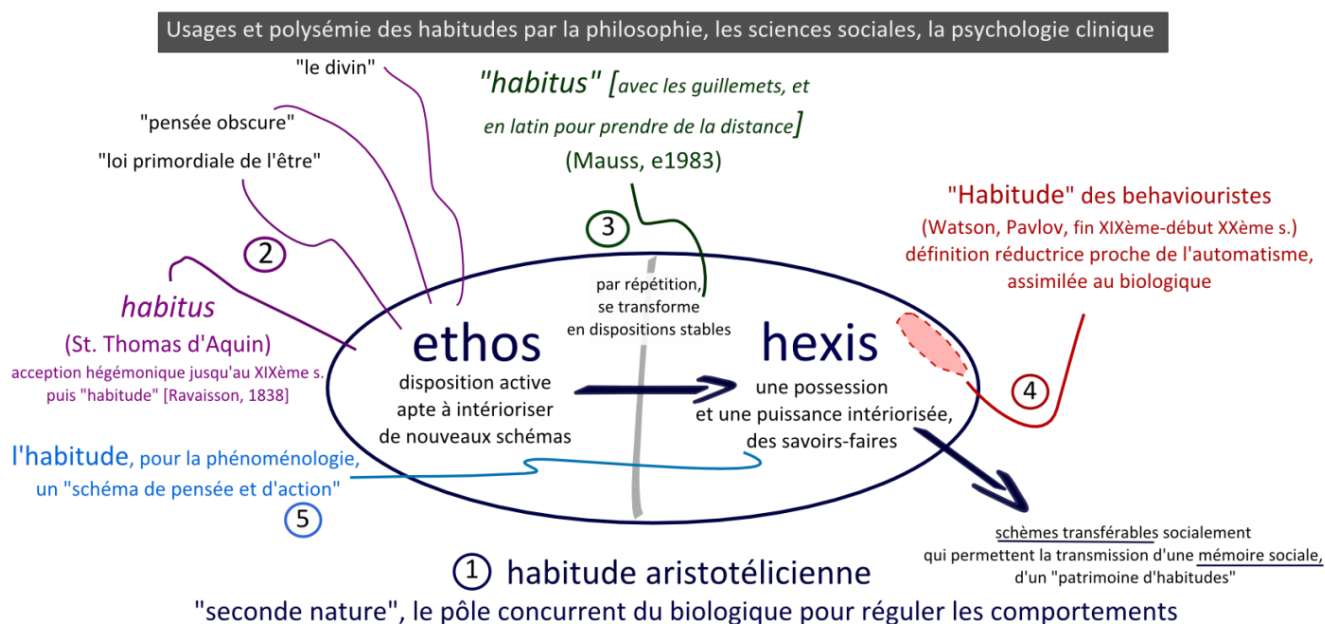 Usages et polysémie des habitudes par la philosophie, les sciences sociales, la psychologie clinique
"le divin"
"pensée obscure"
"loi primordiale de l'être"
2
habitus
(St. Thomas d'Aquin)
acception hégémonique jusqu'au XIXème s.
puis "habitude" [Ravaisson, 1838]
"habitus" [avec les guillemets, et
en latin pour prendre de la distance]
(Mauss, e1983)
3
"Habitude" des behaviouristes
(Watson, Pavlov, fin XIXème-début XXème s.)
définition réductrice proche de l'automatisme,
assimilée au biologique
4
par répétition,
se transforme
en dispositions stables
ethos
disposition active
apte à intérioriser
de nouveaux schémas
hexis
une possession
et une puissance intériorisée,
des savoirs-faires
l'habitude, pour la phénoménologie,
un "schéma de pensée et d'action"
5
schèmes transférables socialement
qui permettent la transmission d'une mémoire sociale,
d'un "patrimoine d'habitudes"
1 habitude aristotélicienne
"seconde nature", le pôle concurrent du biologique pour réguler les comportements